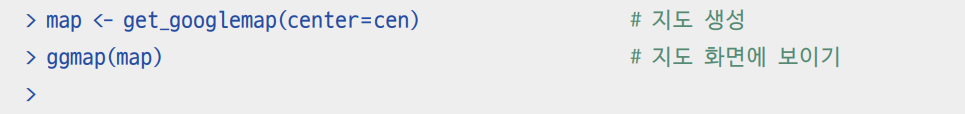 > map <- get_googlemap(center=cen) # 지도 생성
> ggmap(map) # 지도 화면에 보이기
>